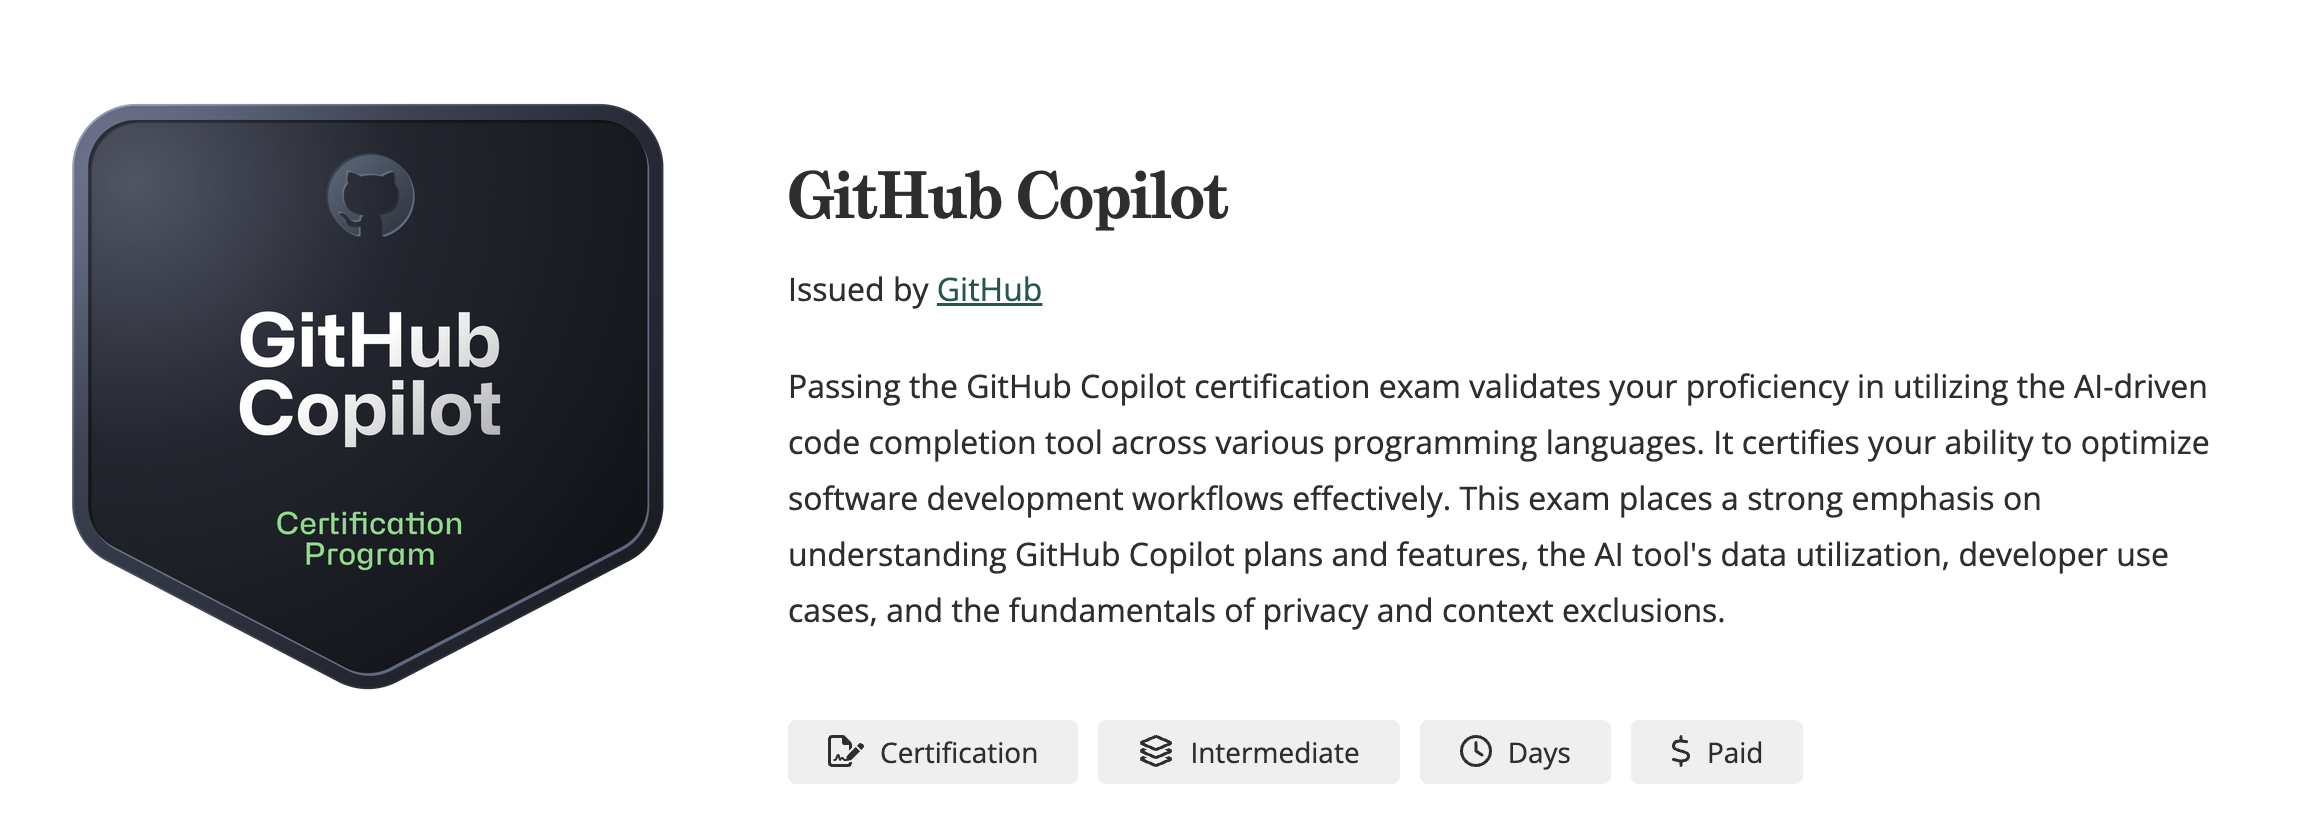 GitHub
Copilot
Certification
Program
GitHub Copilot
Issued by GitHub
Passing the GitHub Copilot certification exam validates your proficiency in utilizing the AI-driven
code completion tool across various programming languages. It certifies your ability to optimize
software development workflows effectively. This exam places a strong emphasis on
understanding GitHub Copilot plans and features, the AI tool's data utilization, developer use
cases, and the fundamentals of privacy and context exclusions.
Certification
Intermediate
Days
$ Paid